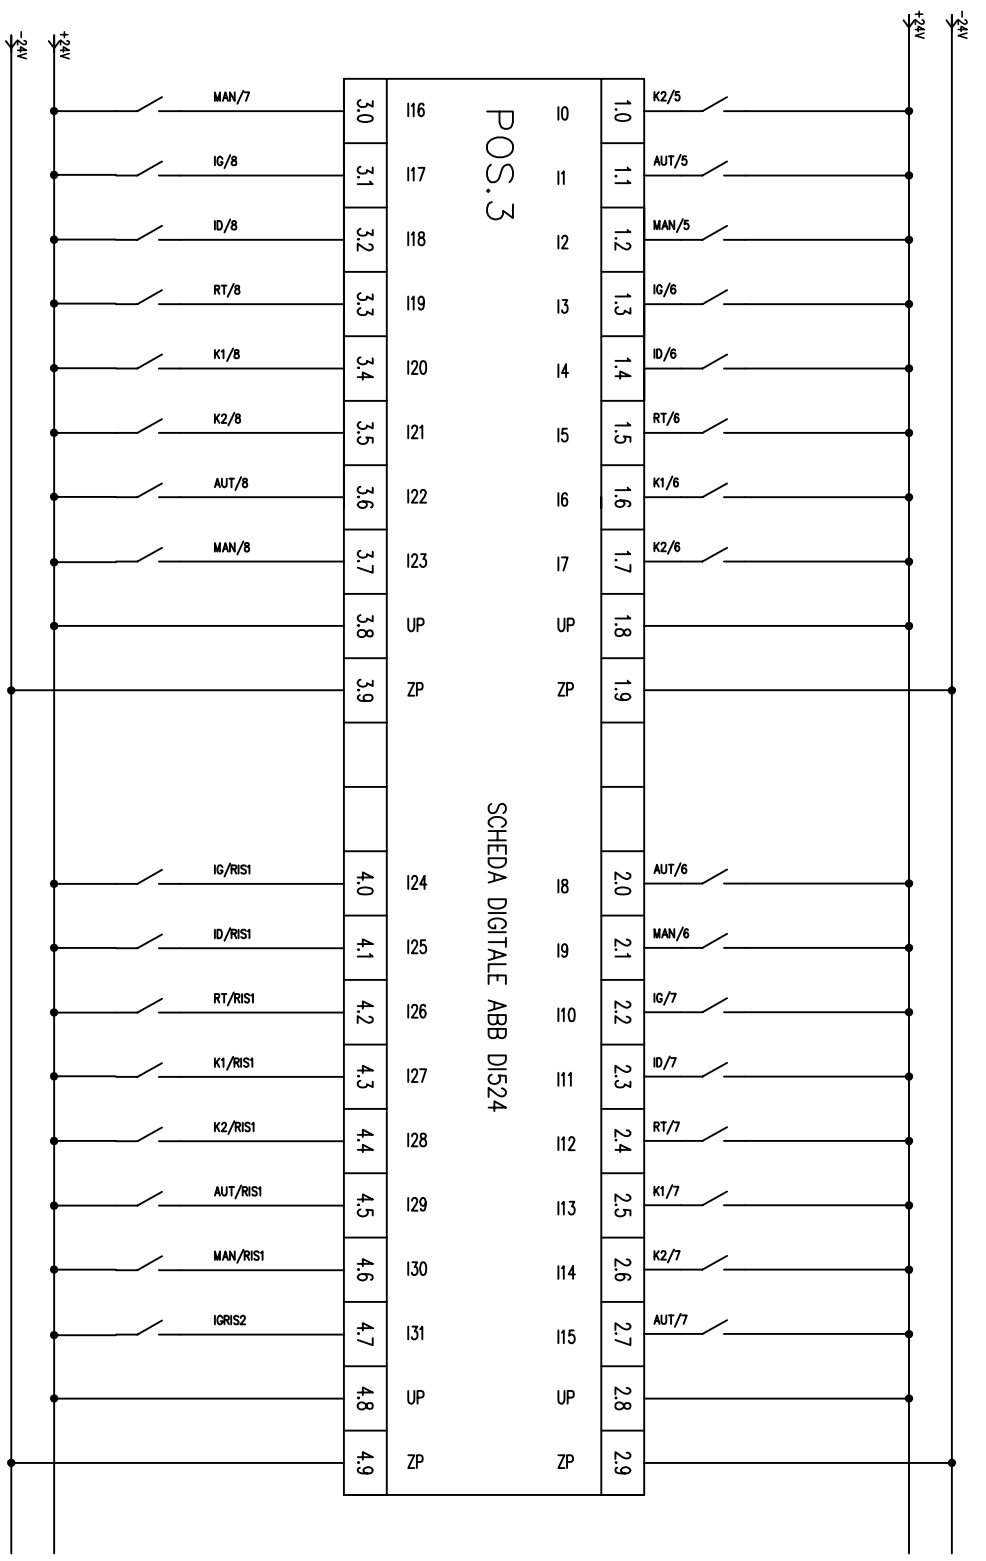 -24V
+24V
+24V
-24V
POS.3
SCHEDA DIGITALE ABB DI524
MAN/7 3.0 I16
IG/8 3.1 I17
ID/8 3.2 I18
RT/8 3.3 I19
K1/8 3.4 I20
K2/8 3.5 I21
AUT/8 3.6 I22
MAN/8 3.7 I23
3.8 UP
3.9 ZP
IG/RIS1 4.0 I24
ID/RIS1 4.1 I25
RT/RIS1 4.2 I26
K1/RIS1 4.3 I27
K2/RIS1 4.4 I28
AUT/RIS1 4.5 I29
MAN/RIS1 4.6 I30
IGRIS2 4.7 I31
4.8 UP
4.9 ZP
I0 1.0 K2/5
I1 1.1 AUT/5
I2 1.2 MAN/5
I3 1.3 IG/6
I4 1.4 ID/6
I5 1.5 RT/6
I6 1.6 K1/6
I7 1.7 K2/6
UP 1.8
ZP 1.9
I8 2.0 AUT/6
I9 2.1 MAN/6
I10 2.2 IG/7
I11 2.3 ID/7
I12 2.4 RT/7
I13 2.5 K1/7
I14 2.6 K2/7
I15 2.7 AUT/7
UP 2.8
ZP 2.9